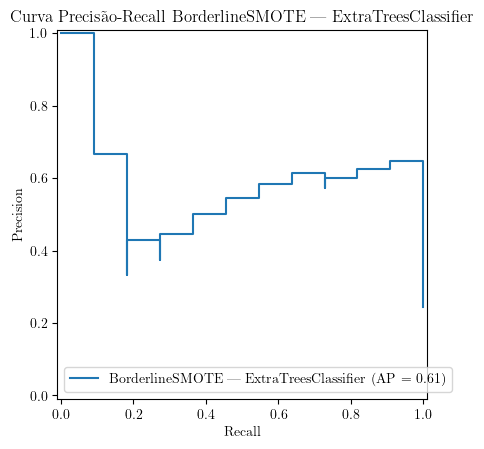 Curva Precisão-Recall BorderlineSMOTE — ExtraTreesClassifier
1.0
0.8
0.6
0.4
0.2
0.0
Precision
BorderlineSMOTE — ExtraTreesClassifier (AP = 0.61)
0.0 0.2 0.4 0.6 0.8 1.0
Recall